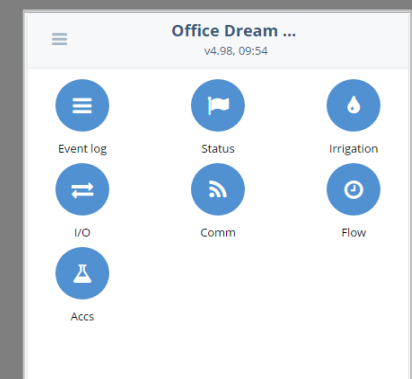 Office Dream ...
v4.98, 09:54
Event log
Status
Irrigation
I/O
Comm
Flow
Accs